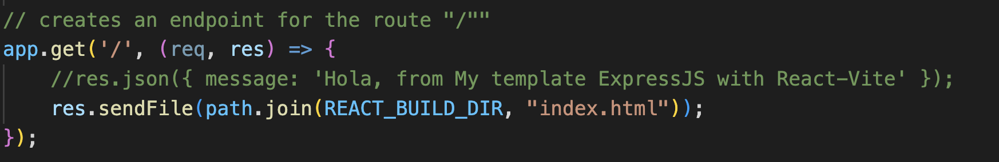 // creates an endpoint for the route "/""
app.get('/', (req, res) => {
    //res.json({ message: 'Hola, from My template ExpressJS with React-Vite' });
    res.sendFile(path.join(REACT_BUILD_DIR, "index.html"));
});